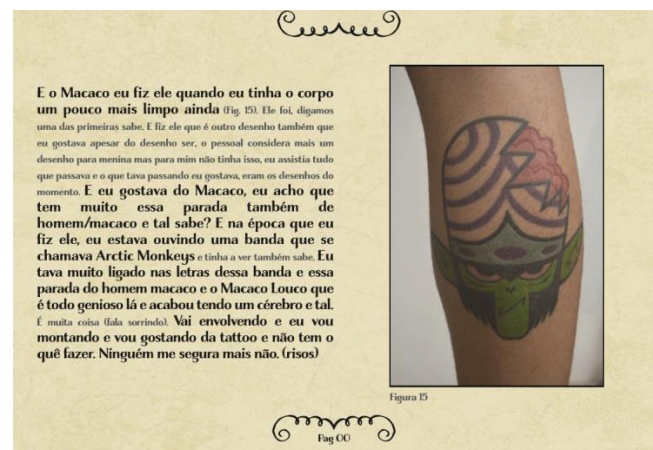 E o Macaco eu fiz ele quando eu tinha o corpo
um pouco mais limpo ainda (Fig. 15). Ele foi, digamos
uma das primeiras sabe. E fiz ele que é outro desenho também que
eu gostava apesar do desenho ser, o pessoal considera mais um
desenho para menina mas para mim não tinha isso, eu assistia tudo
que passava e o que tava passando eu gostava, eram os desenhos do
momento. E eu gostava do Macaco, eu acho que
tem muito essa parada também de
homem/macaco e tal sabe? E na época que eu
fiz ele, eu estava ouvindo uma banda que se
chamava Arctic Monkeys e tinha a ver também sabe. Eu
tava muito ligado nas letras dessa banda e essa
parada do homem macaco e o Macaco Louco que
é todo genioso lá e acabou tendo um cérebro e tal.
É muita coisa (fala sorrindo). Vai envolvendo e eu vou
montando e vou gostando da tattoo e não tem o
quê fazer. Ninguém me segura mais não. (risos)
Figura 15
Pag 00